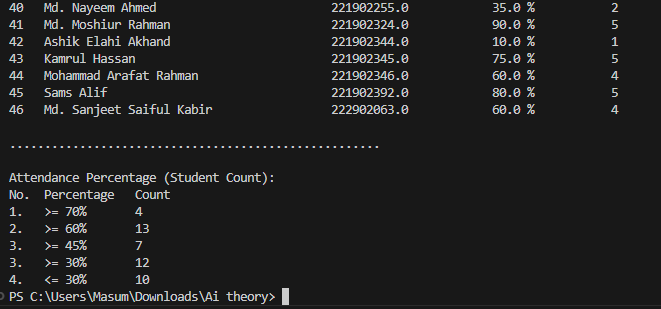 40 Md. Nayeem Ahmed 221902255.0 35.0 % 2
41 Md. Moshiur Rahman 221902324.0 90.0 % 5
42 Ashik Elahi Akhand 221902344.0 10.0 % 1
43 Kamrul Hassan 221902345.0 75.0 % 5
44 Mohammad Arafat Rahman 221902346.0 60.0 % 4
45 Sams Alif 221902392.0 80.0 % 5
46 Md. Sanjeet Saiful Kabir 222902063.0 60.0 % 4
.....................................................
Attendance Percentage (Student Count):
No. Percentage Count
1. >= 70% 4
2. >= 60% 13
3. >= 45% 7
3. >= 30% 12
4. <= 30% 10
PS C:\Users\Masum\Downloads\Ai theory>